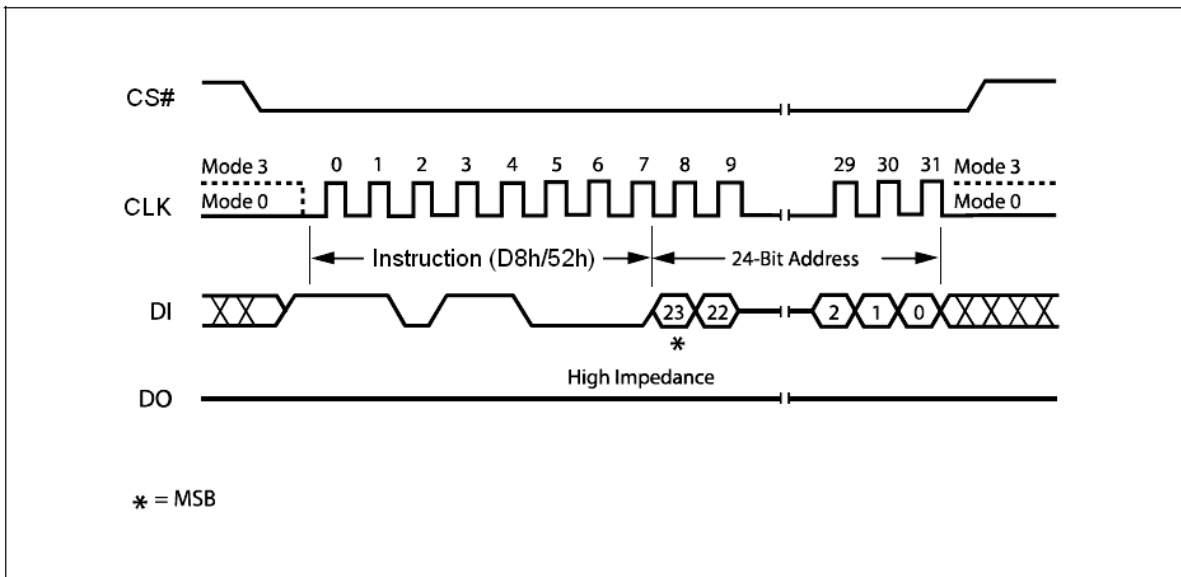 CS#
Mode 3 0 1 2 3 4 5 6 7 8 9 29 30 31 Mode 3
CLK Mode 0 Mode 0
Instruction (D8h/52h) 24-Bit Address
DI 23 22 2 1 0
*
High Impedance
DO
* = MSB